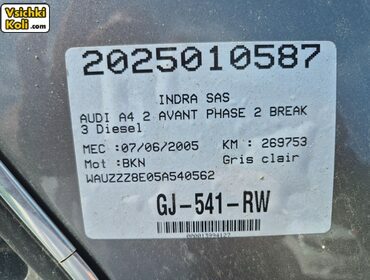 Vsichki
Koli.com
2025010587
INDRA SAS
AUDI A4 2 AVANT PHASE 2 BREAK
3 Diesel
MEC :07/06/2005 KM : 269753
Mot :BKN Gris clair
WAUZZZ8E05A540562
GJ-541-RW
000013994127